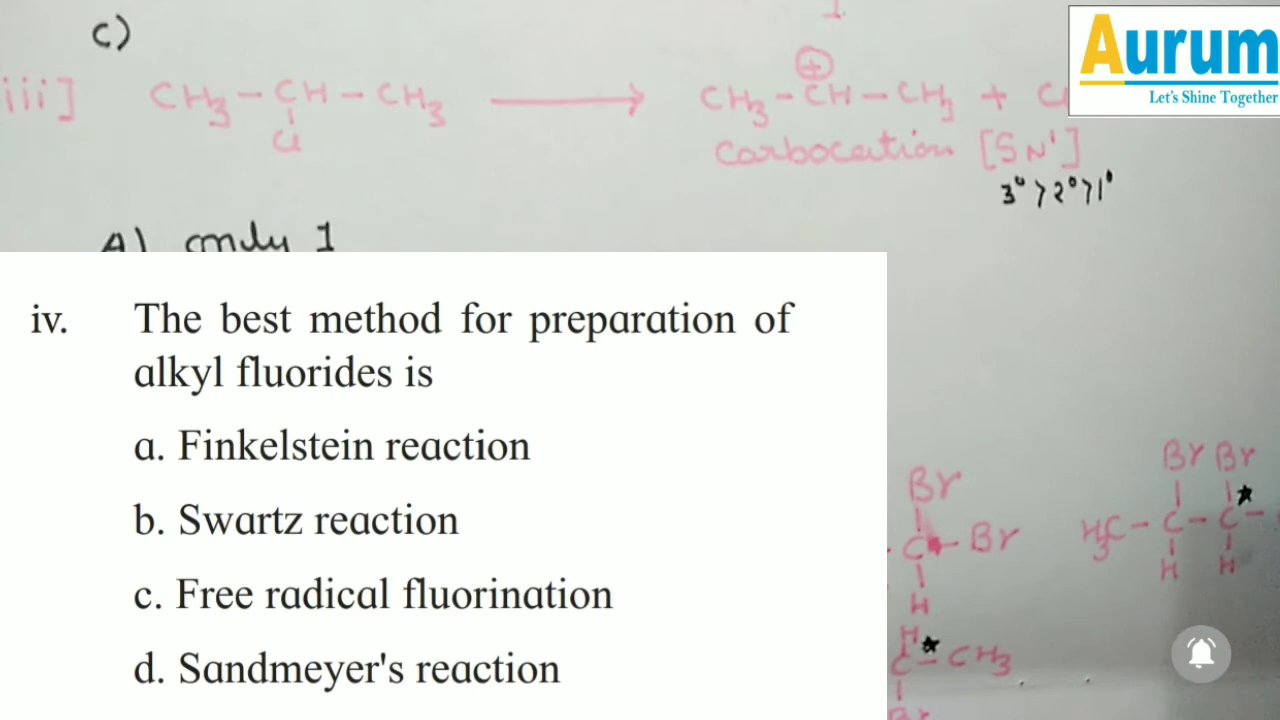 c)
Aurum
Let's Shine Together
iii] CH3 - CH - CH3 ⟶ CH3 - CH - CH3 +
⊕
Cl
Carbocation [SN1]
3° > 2° > 1°
A) only 1
iv. The best method for preparation of
alkyl fluorides is
a. Finkelstein reaction
b. Swartz reaction
c. Free radical fluorination
d. Sandmeyer's reaction
Br
C - Br
H
Br Br
H3C - C - C -
H H
H
C - CH3
Br